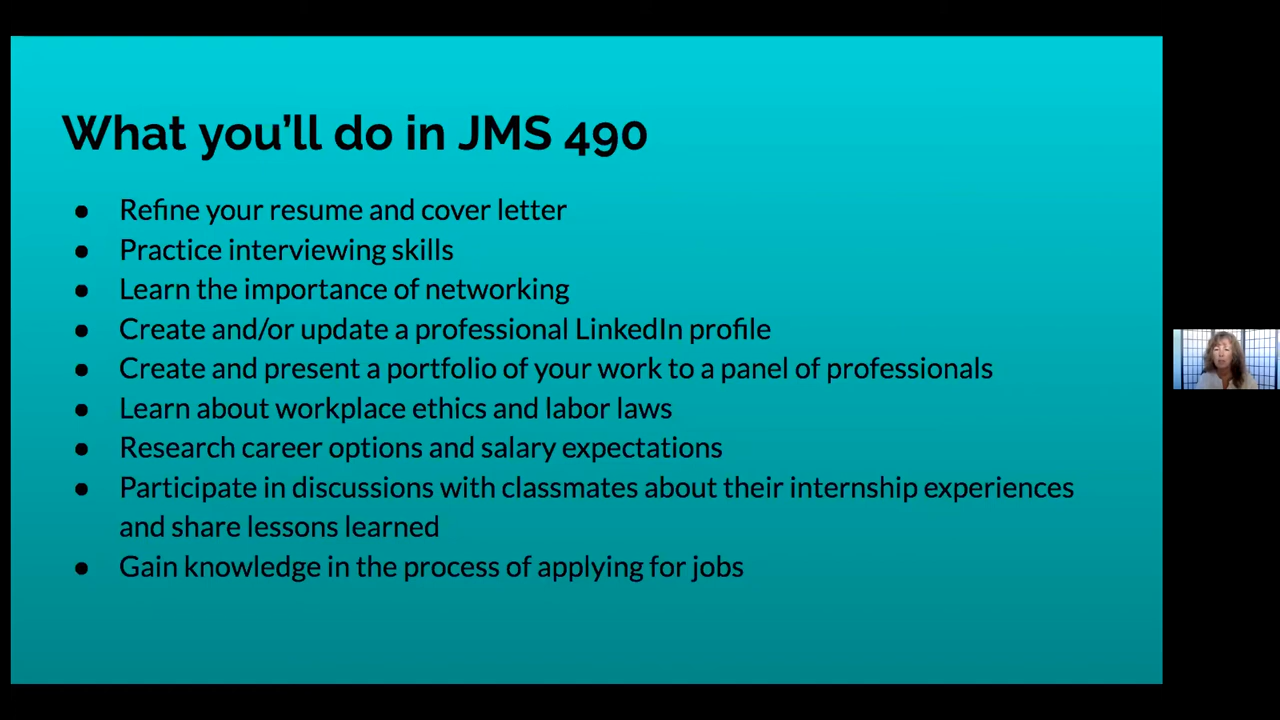 What you’ll do in JMS 490
● Refine your resume and cover letter
● Practice interviewing skills
● Learn the importance of networking
● Create and/or update a professional LinkedIn profile
● Create and present a portfolio of your work to a panel of professionals
● Learn about workplace ethics and labor laws
● Research career options and salary expectations
● Participate in discussions with classmates about their internship experiences
and share lessons learned
● Gain knowledge in the process of applying for jobs